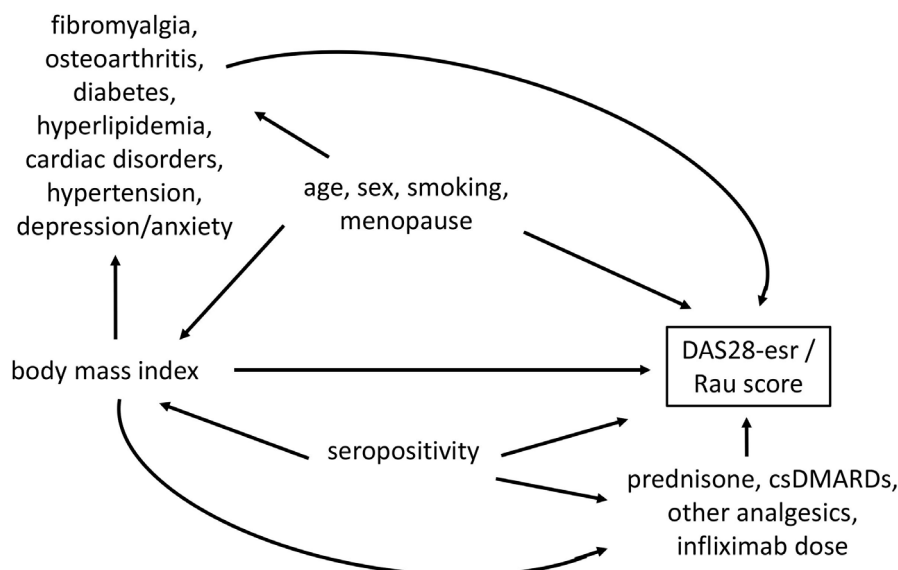 fibromyalgia,
osteoarthritis,
diabetes,
hyperlipidemia,
cardiac disorders,
hypertension,
depression/anxiety
age, sex, smoking,
menopause
body mass index
DAS28-esr /
Rau score
seropositivity
prednisone, csDMARDs,
other analgesics,
infliximab dose